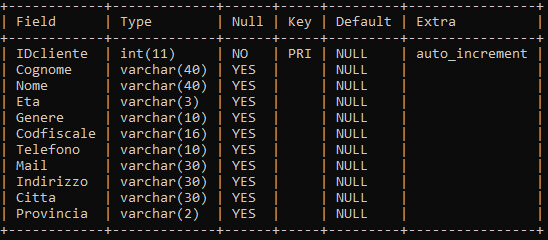 +------------+-------------+------+-----+---------+----------------+
| Field      | Type        | Null | Key | Default | Extra          |
+------------+-------------+------+-----+---------+----------------+
| IDcliente  | int(11)     | NO   | PRI | NULL    | auto_increment |
| Cognome    | varchar(40) | YES  |     | NULL    |                |
| Nome       | varchar(40) | YES  |     | NULL    |                |
| Eta        | varchar(3)  | YES  |     | NULL    |                |
| Genere     | varchar(10) | YES  |     | NULL    |                |
| Codfiscale | varchar(16) | YES  |     | NULL    |                |
| Telefono   | varchar(10) | YES  |     | NULL    |                |
| Mail       | varchar(30) | YES  |     | NULL    |                |
| Indirizzo  | varchar(30) | YES  |     | NULL    |                |
| Citta      | varchar(30) | YES  |     | NULL    |                |
| Provincia  | varchar(2)  | YES  |     | NULL    |                |
+------------+-------------+------+-----+---------+----------------+